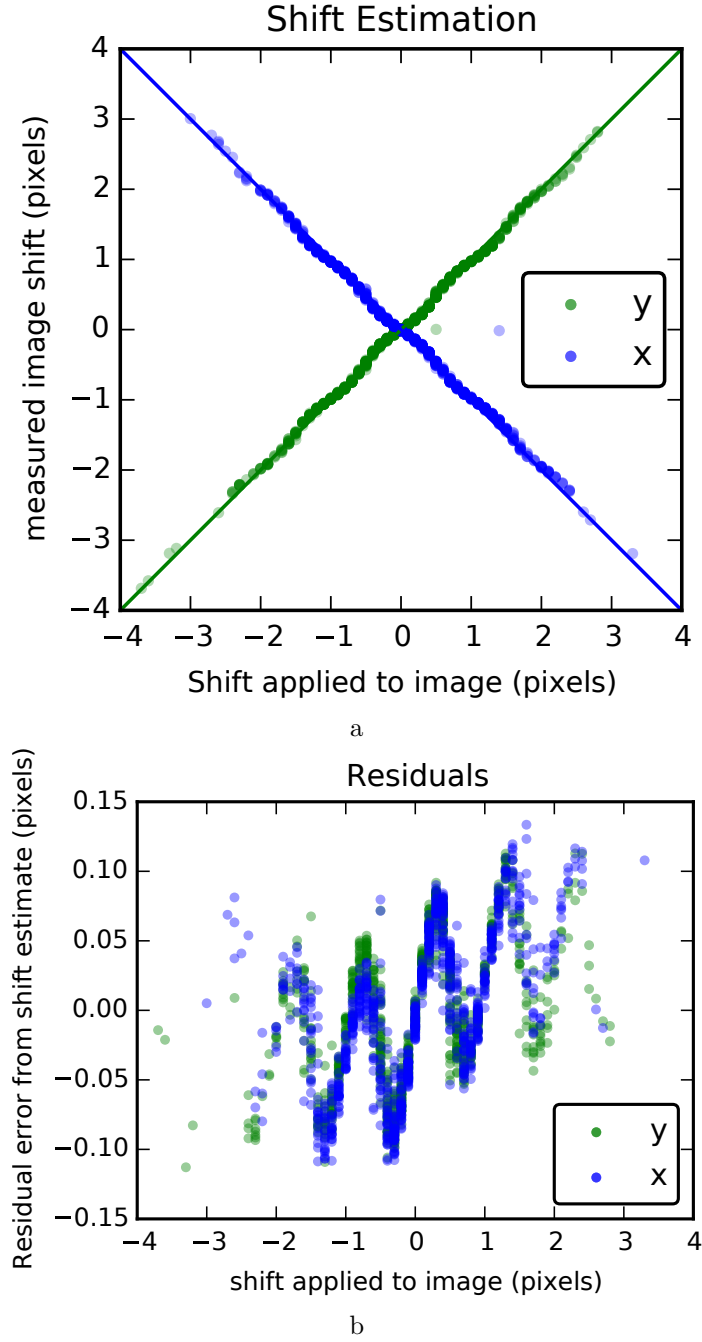 Shift Estimation
4
3
2
1
0
−1
−2
−3
−4
measured image shift (pixels)
y
x
−4 −3 −2 −1 0 1 2 3 4
Shift applied to image (pixels)
a
Residuals
0.15
0.10
0.05
0.00
−0.05
−0.10
−0.15
Residual error from shift estimate (pixels)
y
x
−4 −3 −2 −1 0 1 2 3 4
shift applied to image (pixels)
b